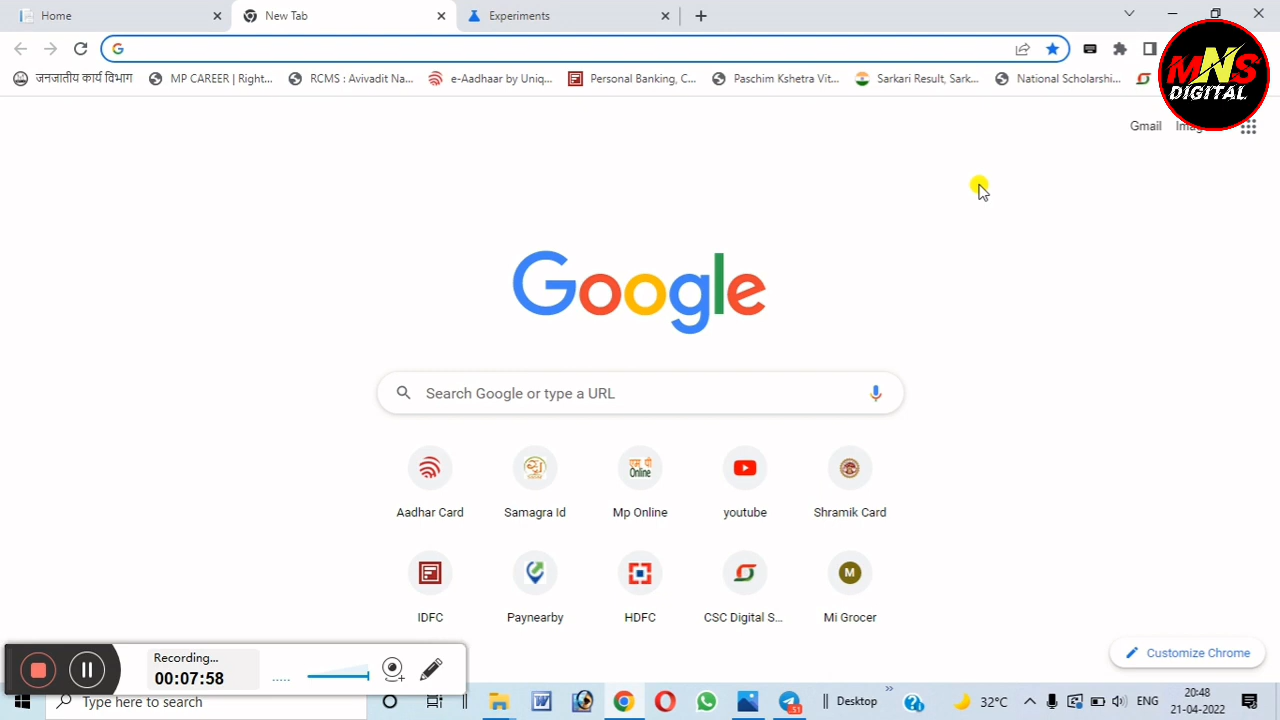 Home
New Tab
Experiments
जनजातीय कार्य विभाग
MP CAREER | Right...
RCMS : Avivadit Na...
e-Aadhaar by Uniq...
Personal Banking, C...
Paschim Kshetra Vit...
Sarkari Result, Sark...
National Scholarshi...
MNS
DIGITAL
Gmail
Google
Search Google or type a URL
एम पी
Online
Aadhar Card
Samagra Id
Mp Online
youtube
Shramik Card
M
IDFC
Paynearby
HDFC
CSC Digital S...
Mi Grocer
Recording...
00:07:58
Customize Chrome
Type here to search
51
Desktop
32°C
ENG
20:48
21-04-2022